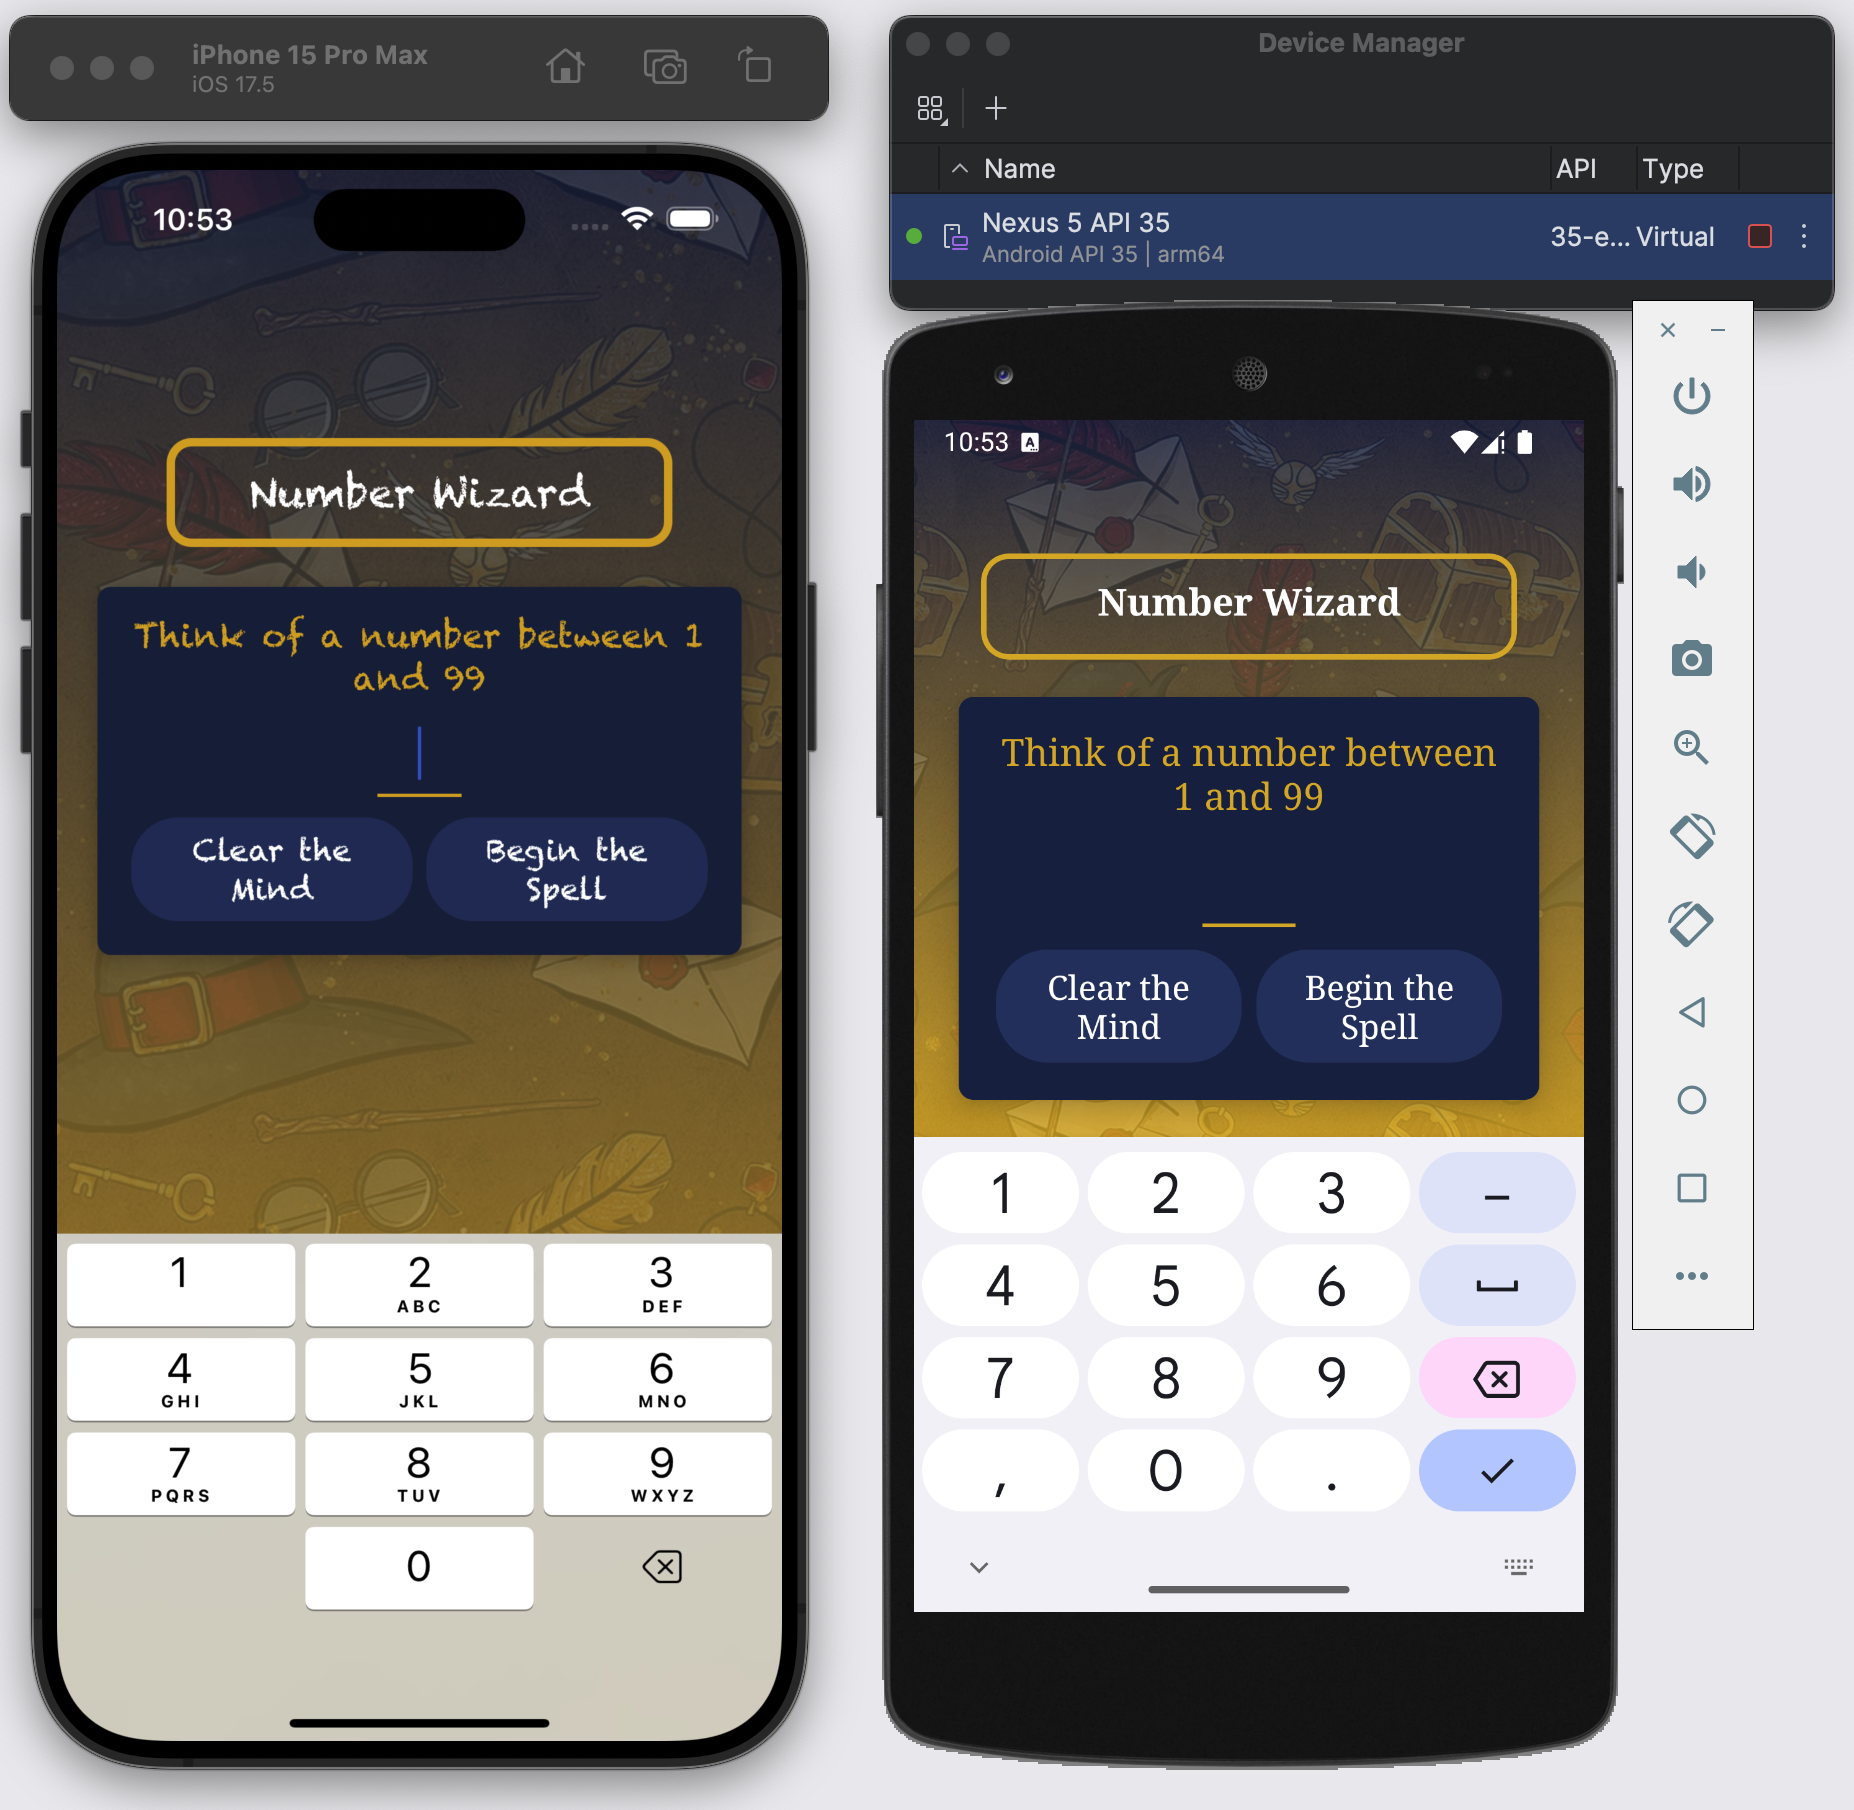 iPhone 15 Pro Max
iOS 17.5
10:53
Number Wizard
Think of a number between 1
and 99
Clear the
Mind
Begin the
Spell
1
2
ABC
3
DEF
4
GHI
5
JKL
6
MNO
7
PQRS
8
TUV
9
WXYZ
0
Device Manager
Name
API
Type
Nexus 5 API 35
Android API 35 | arm64
35-e...
Virtual
10:53
A
Number Wizard
Think of a number between
1 and 99
Clear the
Mind
Begin the
Spell
1
2
3
–
4
5
6
7
8
9
,
0
.